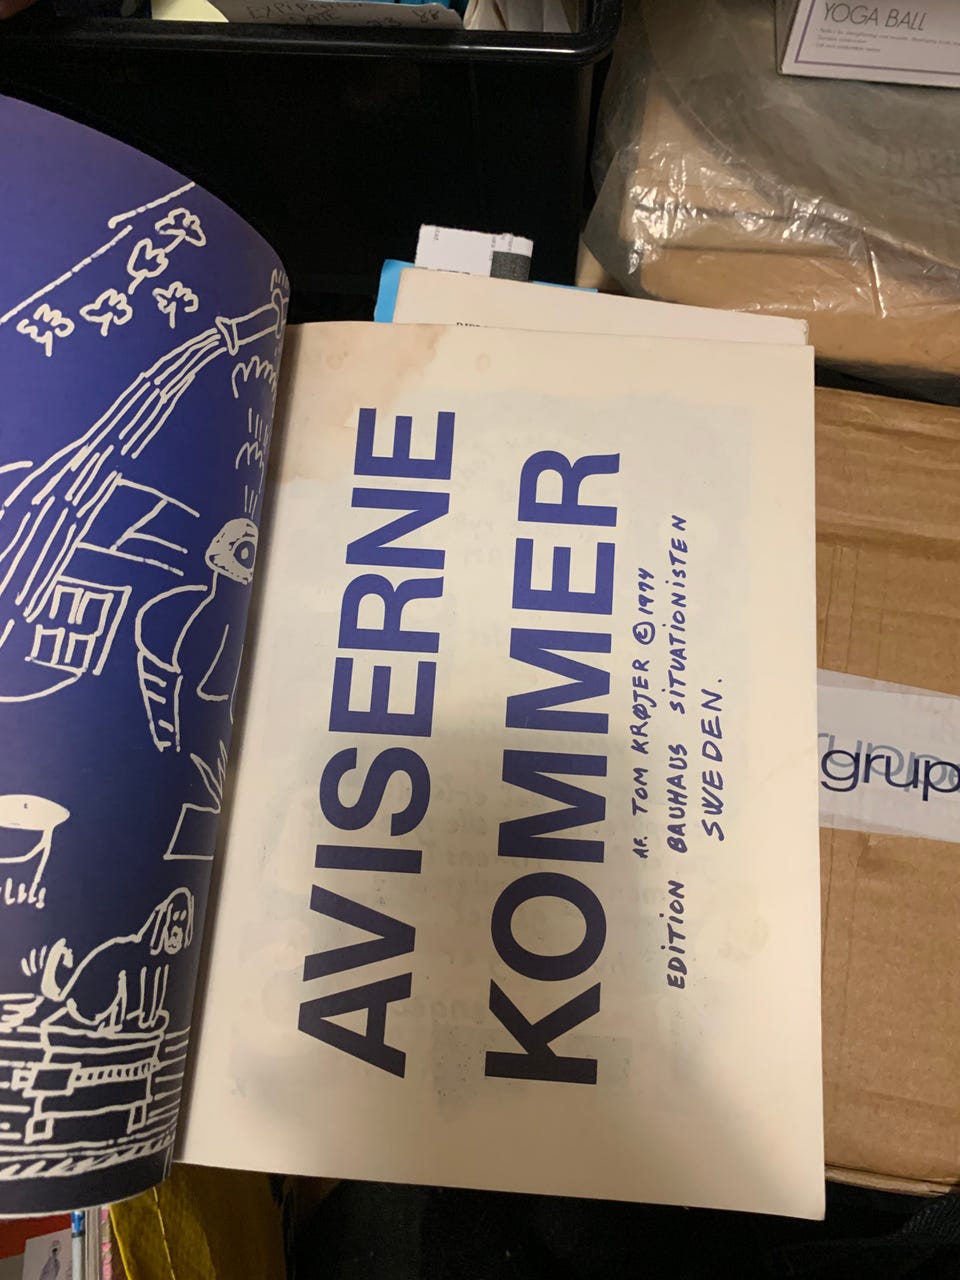 YOGA BALL
AVISERNE
KOMMER
AF. TOM KRØJER © 1974
EDITION BAUHAUS SITUATIONISTEN
SWEDEN.
grup